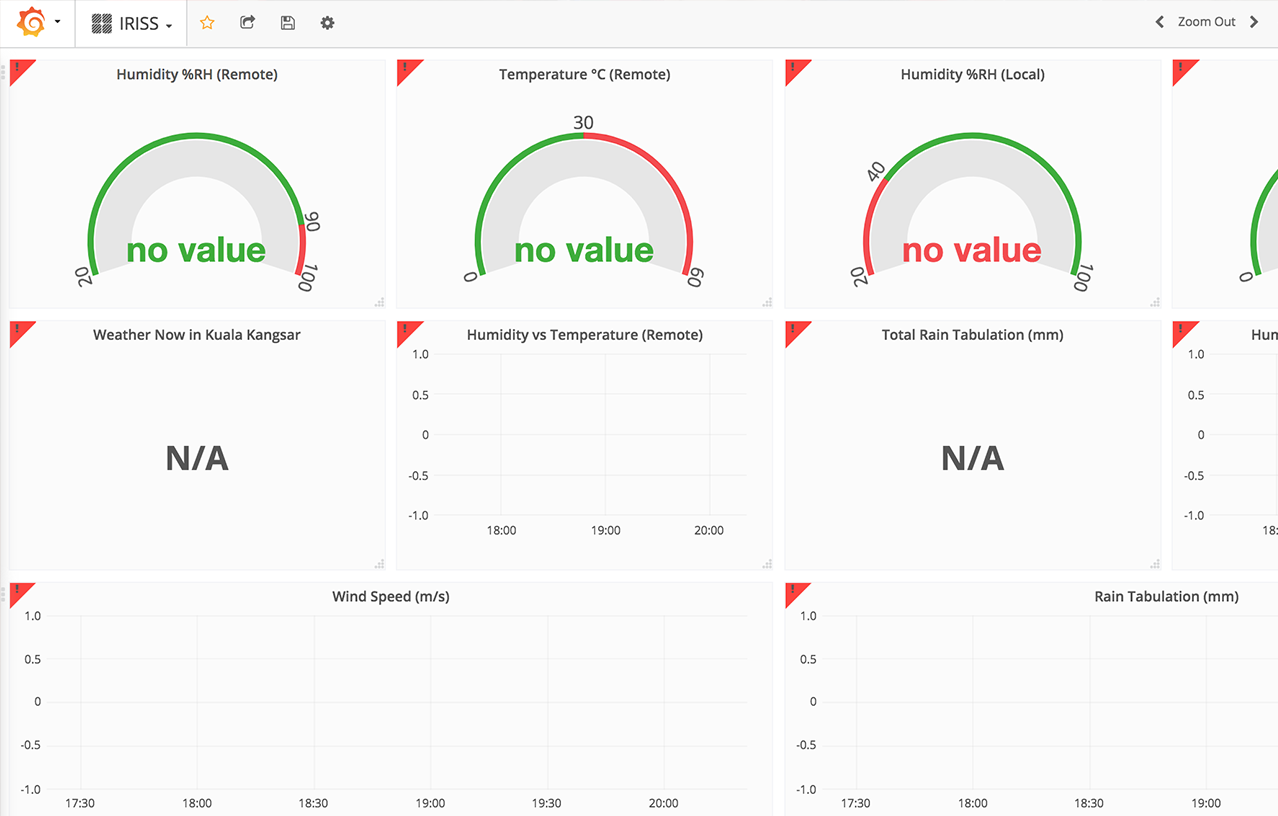 IRISS
Zoom Out
!
Humidity %RH (Remote)
20
90
100
no value
!
Temperature °C (Remote)
0
30
60
no value
!
Humidity %RH (Local)
20
40
100
no value
!
0
!
Weather Now in Kuala Kangsar
N/A
!
Humidity vs Temperature (Remote)
1.0
0.5
0
-0.5
-1.0
18:00 19:00 20:00
!
Total Rain Tabulation (mm)
N/A
!
Hum
1.0
0.5
0
-0.5
-1.0
18:
!
Wind Speed (m/s)
1.0
0.5
0
-0.5
-1.0
17:30 18:00 18:30 19:00 19:30 20:00
!
Rain Tabulation (mm)
1.0
0.5
0
-0.5
-1.0
17:30 18:00 18:30 19:00